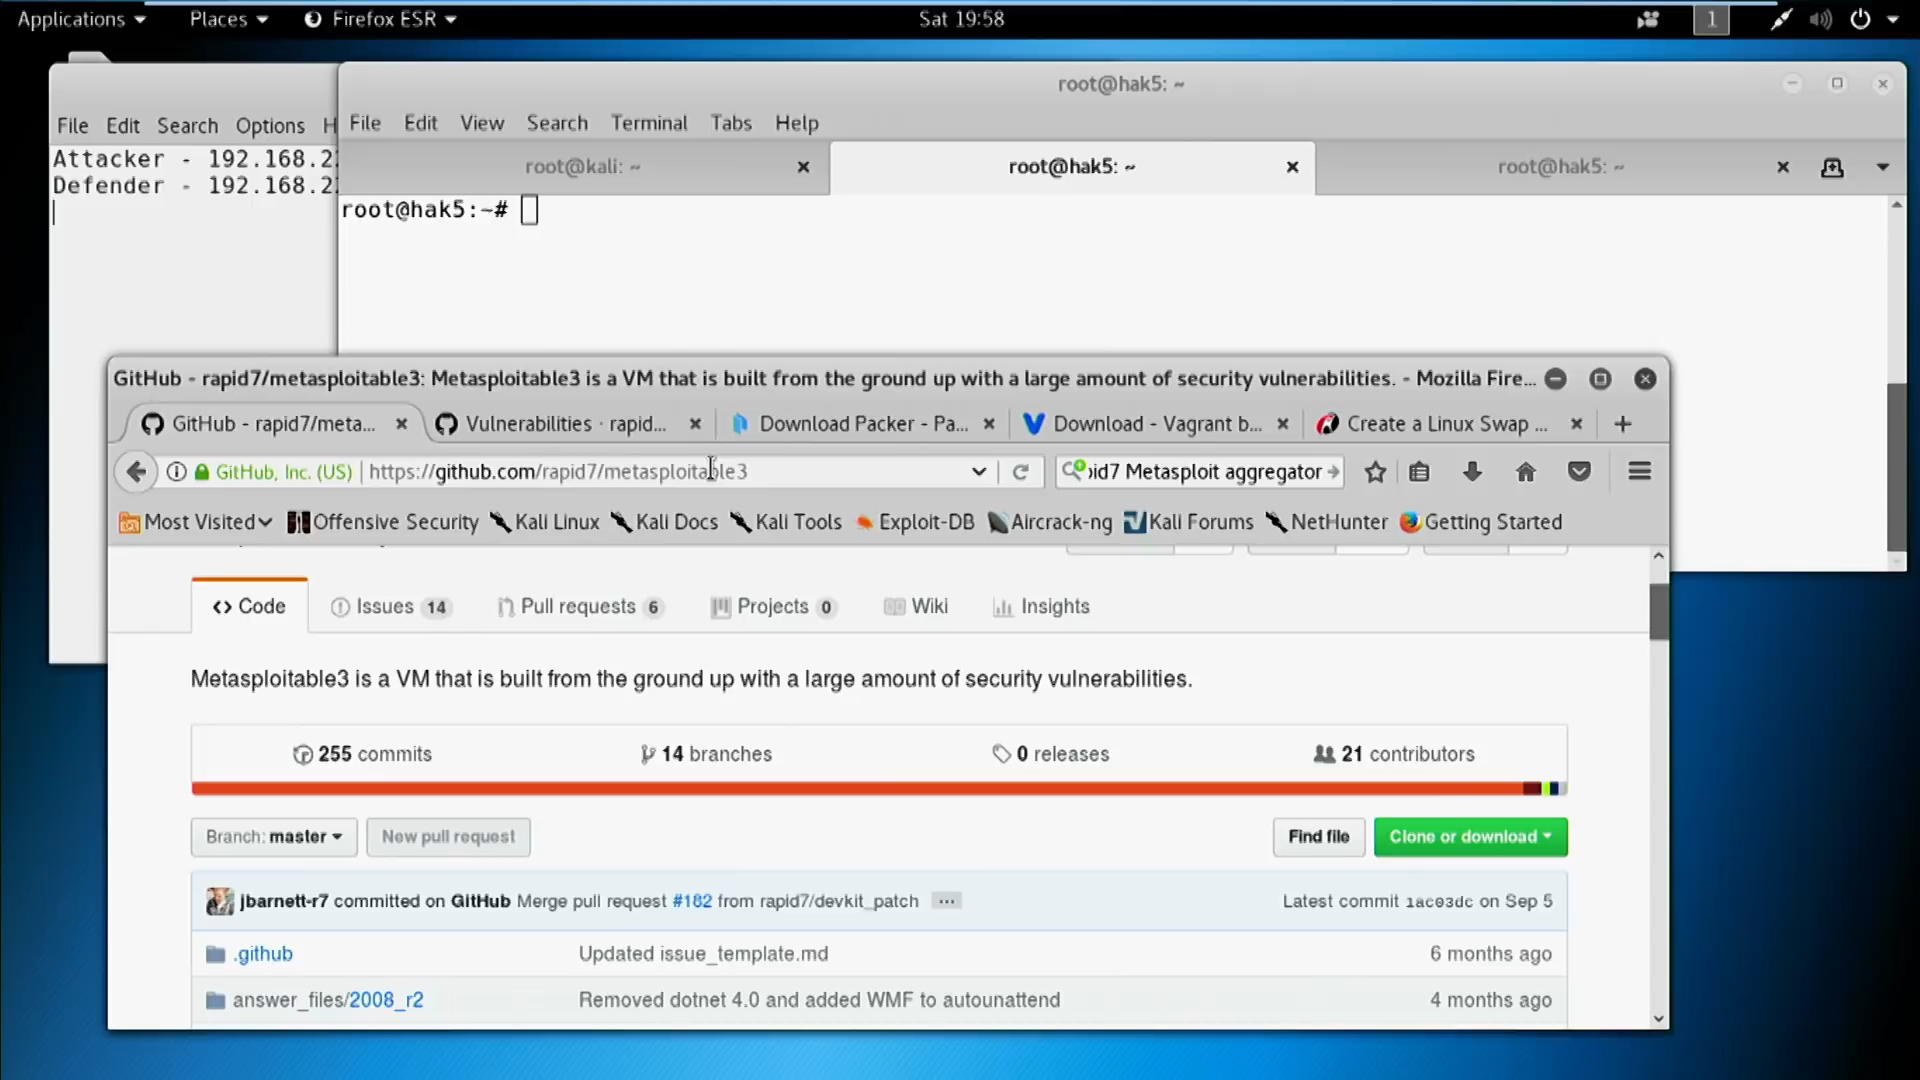 Applications Places Firefox ESR Sat 19:58 1
File Edit Search Options H
Attacker - 192.168.2
Defender - 192.168.2
root@hak5: ~
File Edit View Search Terminal Tabs Help
root@kali: ~ root@hak5: ~ root@hak5: ~
root@hak5:~#
GitHub - rapid7/metasploitable3: Metasploitable3 is a VM that is built from the ground up with a large amount of security vulnerabilities. - Mozilla Fire...
GitHub - rapid7/meta... Vulnerabilities · rapid... Download Packer - Pa... Download - Vagrant b... Create a Linux Swap ...
GitHub, Inc. (US) https://github.com/rapid7/metasploitable3 id7 Metasploit aggregator
Most Visited Offensive Security Kali Linux Kali Docs Kali Tools Exploit-DB Aircrack-ng Kali Forums NetHunter Getting Started
<> Code Issues 14 Pull requests 6 Projects 0 Wiki Insights
Metasploitable3 is a VM that is built from the ground up with a large amount of security vulnerabilities.
255 commits 14 branches 0 releases 21 contributors
Branch: master New pull request Find file Clone or download
jbarnett-r7 committed on GitHub Merge pull request #182 from rapid7/devkit_patch ... Latest commit 1ace3dc on Sep 5
.github Updated issue_template.md 6 months ago
answer_files/2008_r2 Removed dotnet 4.0 and added WMF to autounattend 4 months ago